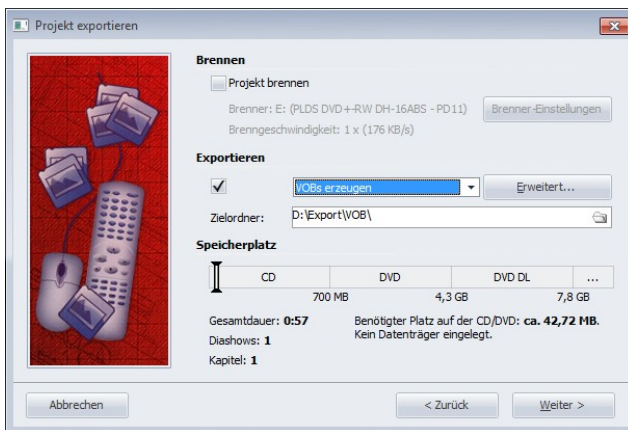 Projekt exportieren
Brennen
Projekt brennen
Brenner: E: (PLDS DVD+-RW DH-16ABS - PD11)
Brenner-Einstellungen
Brenngeschwindigkeit: 1 x (176 KB/s)
Exportieren
VOBs erzeugen
Erweitert...
Zielordner:
D:\Export\VOB\
Speicherplatz
CD
DVD
DVD DL
...
700 MB
4,3 GB
7,8 GB
Gesamtdauer: 0:57
Benötigter Platz auf der CD/DVD: ca. 42,72 MB.
Kein Datenträger eingelegt.
Diashows: 1
Kapitel: 1
Abbrechen
< Zurück
Weiter >